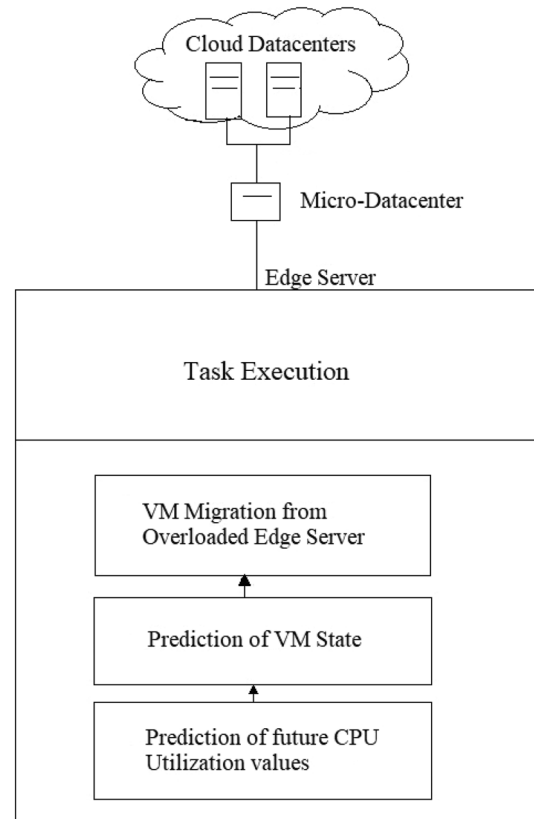 Cloud Datacenters
Micro-Datacenter
Edge Server
Task Execution
VM Migration from
Overloaded Edge Server
Prediction of VM State
Prediction of future CPU
Utilization values